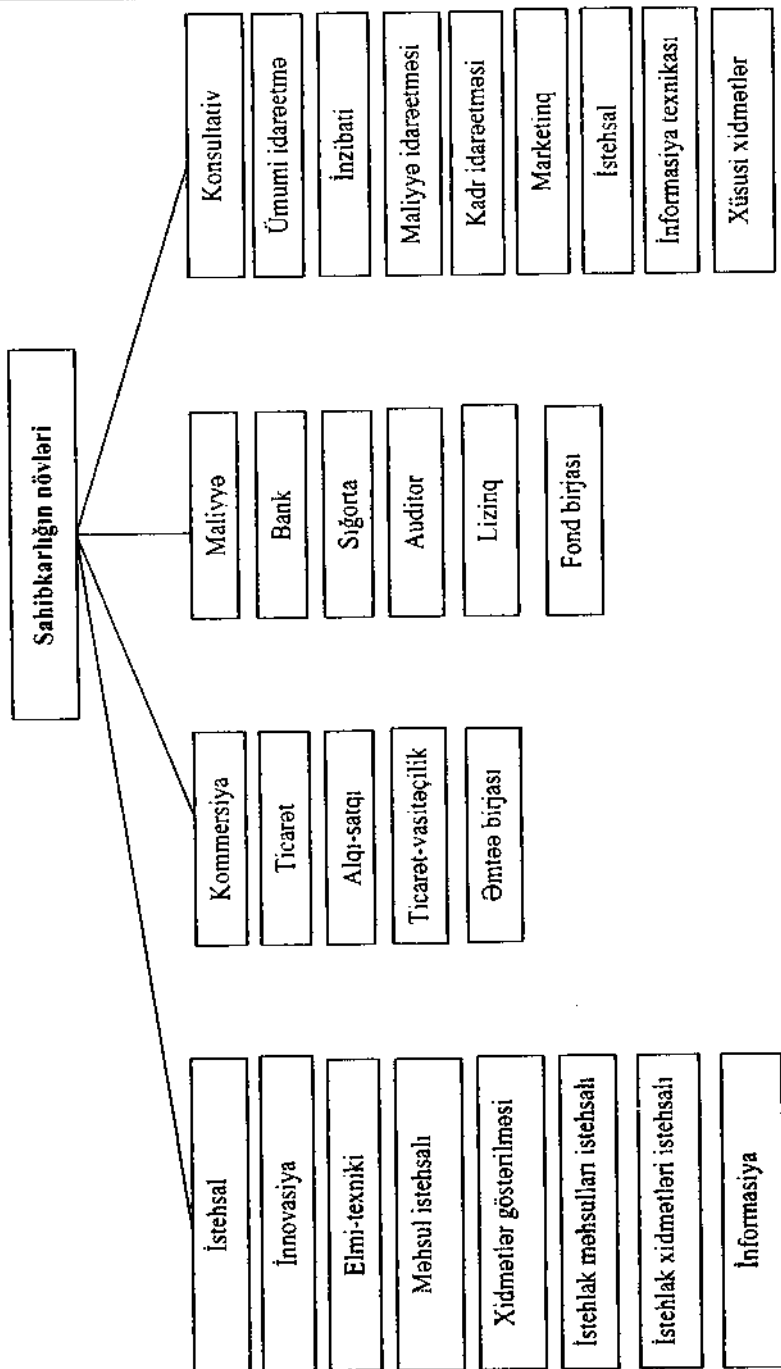 Sahibkarlığın növləri
İstehsal
İnnovasiya
Elmi-texniki
Məhsul istehsalı
Xidmətlər göstərilməsi
İstehlak məhsulları istehsalı
İstehlak xidmətləri istehsalı
İnformasiya
Kommersiya
Ticarət
Alqı-satqı
Ticarət-vasitəçilik
Əmtəə birjası
Maliyyə
Bank
Sığorta
Auditor
Lizinq
Fond birjası
Konsultativ
Ümumi idarəetmə
İnzibati
Maliyyə idarəetməsi
Kadr idarəetməsi
Marketinq
İstehsal
İnformasiya texnikası
Xüsusi xidmətlər